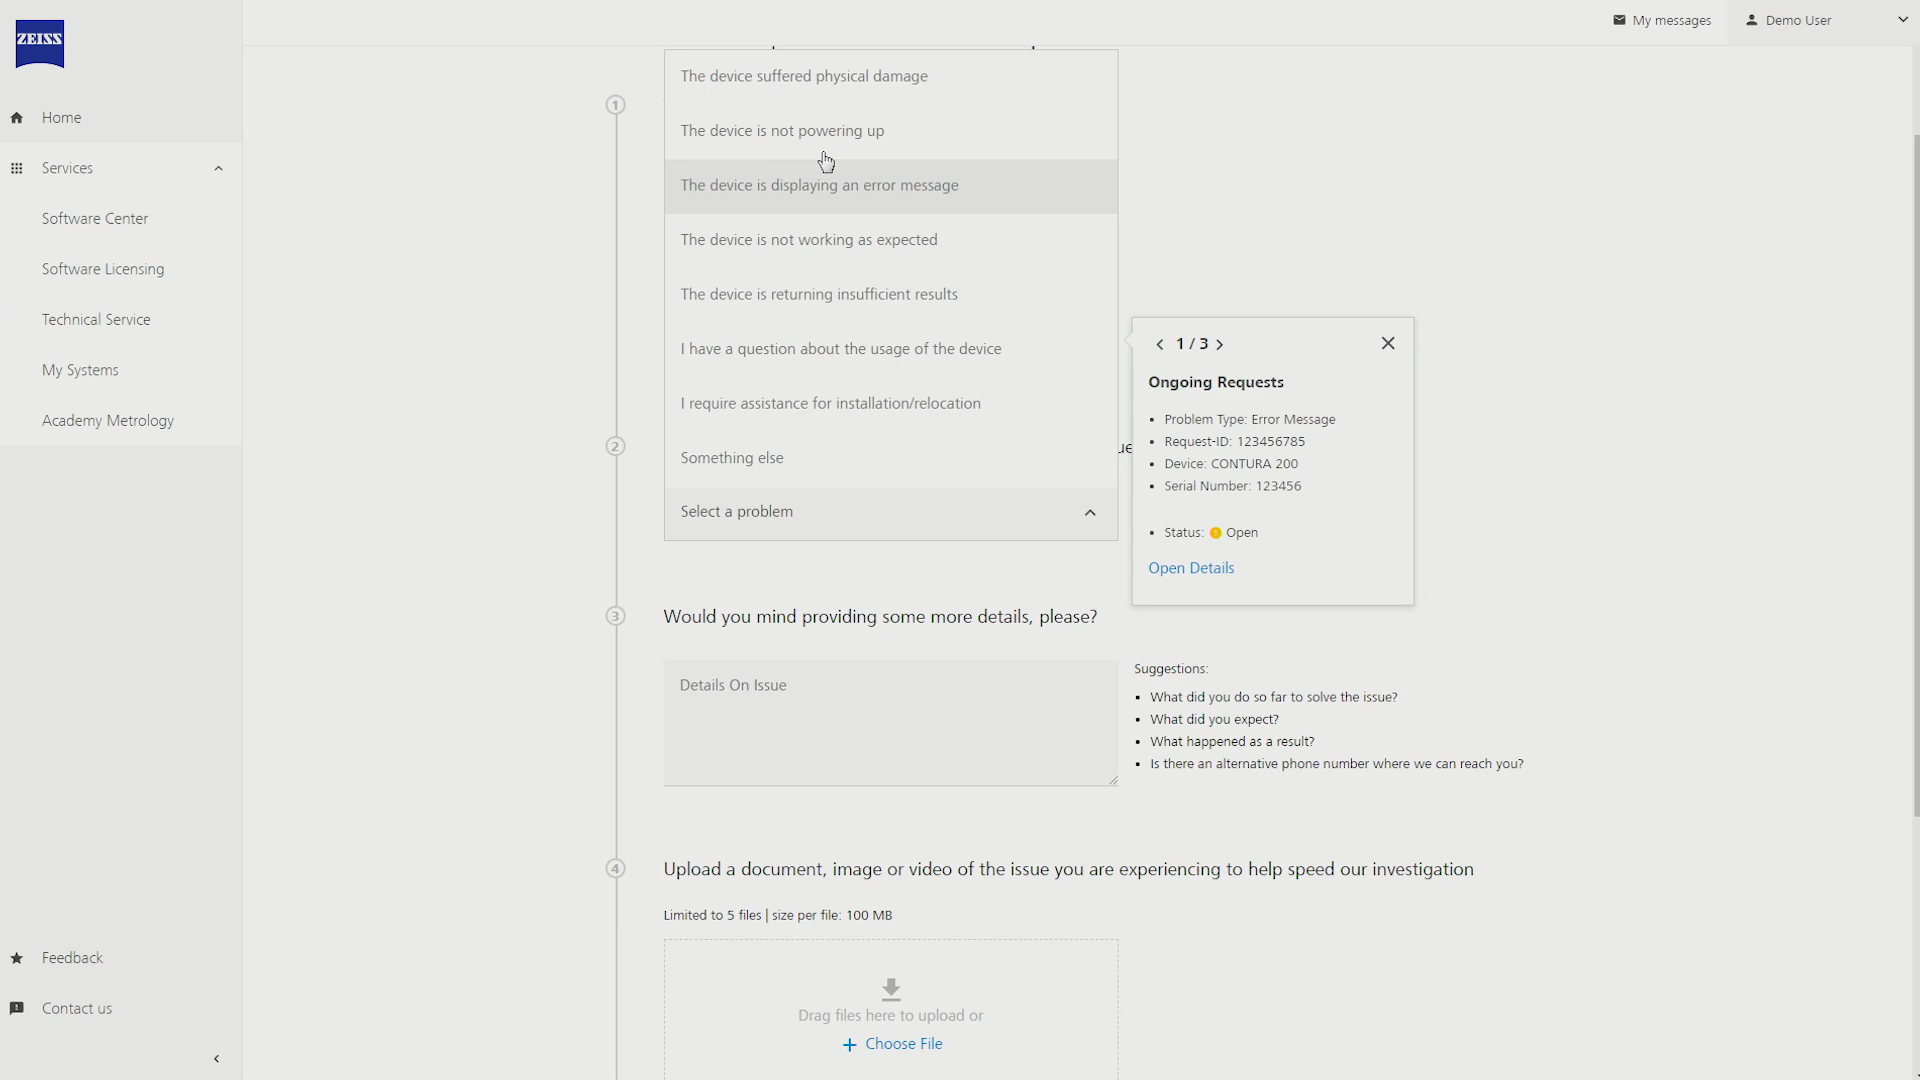 ZEISS
My messages
Demo User
Home
Services
Software Center
Software Licensing
Technical Service
My Systems
Academy Metrology
Feedback
Contact us
1
The device suffered physical damage
The device is not powering up
The device is displaying an error message
The device is not working as expected
The device is returning insufficient results
I have a question about the usage of the device
I require assistance for installation/relocation
2
Something else
Select a problem
1 / 3
Ongoing Requests
• Problem Type: Error Message
• Request-ID: 123456785
• Device: CONTURA 200
• Serial Number: 123456
• Status: Open
Open Details
3
Would you mind providing some more details, please?
Details On Issue
Suggestions:
• What did you do so far to solve the issue?
• What did you expect?
• What happened as a result?
• Is there an alternative phone number where we can reach you?
4
Upload a document, image or video of the issue you are experiencing to help speed our investigation
Limited to 5 files | size per file: 100 MB
Drag files here to upload or
+ Choose File